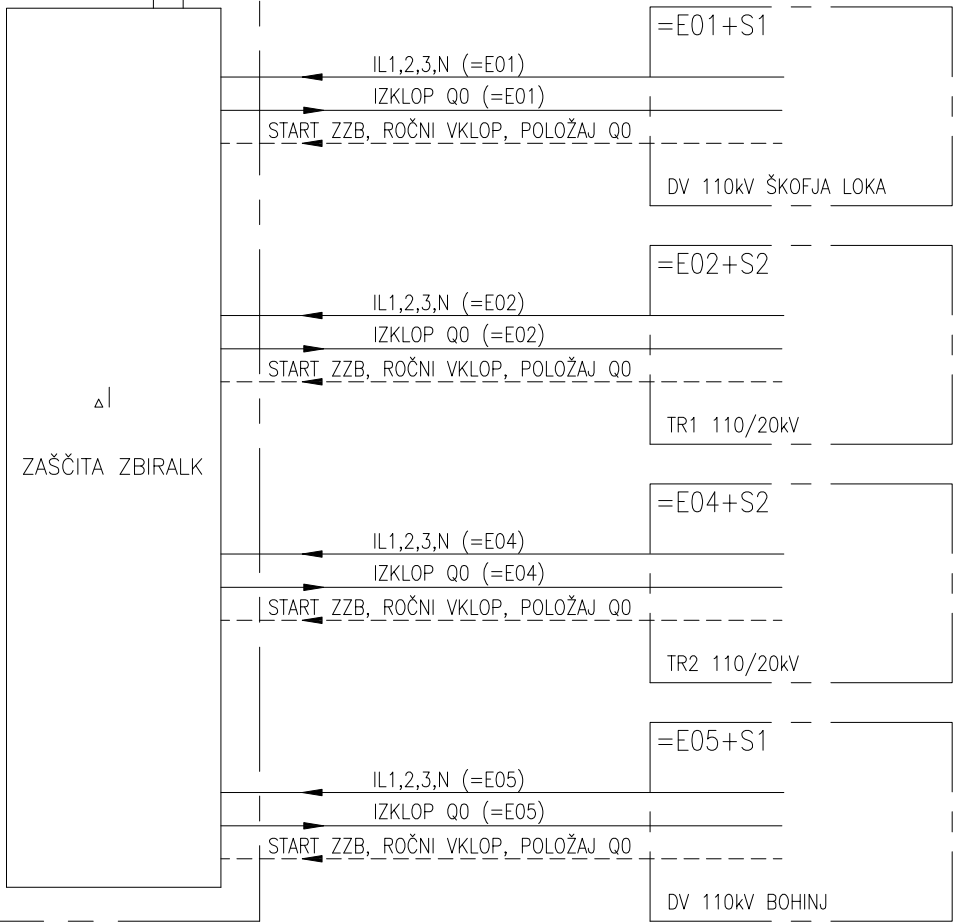 =E01+S1
IL1,2,3,N (=E01)
IZKLOP Q0 (=E01)
START ZZB, ROČNI VKLOP, POLOŽAJ Q0
DV 110kV ŠKOFJA LOKA
=E02+S2
IL1,2,3,N (=E02)
IZKLOP Q0 (=E02)
START ZZB, ROČNI VKLOP, POLOŽAJ Q0
TR1 110/20kV
△I
ZAŠČITA ZBIRALK
=E04+S2
IL1,2,3,N (=E04)
IZKLOP Q0 (=E04)
START ZZB, ROČNI VKLOP, POLOŽAJ Q0
TR2 110/20kV
=E05+S1
IL1,2,3,N (=E05)
IZKLOP Q0 (=E05)
START ZZB, ROČNI VKLOP, POLOŽAJ Q0
DV 110kV BOHINJ